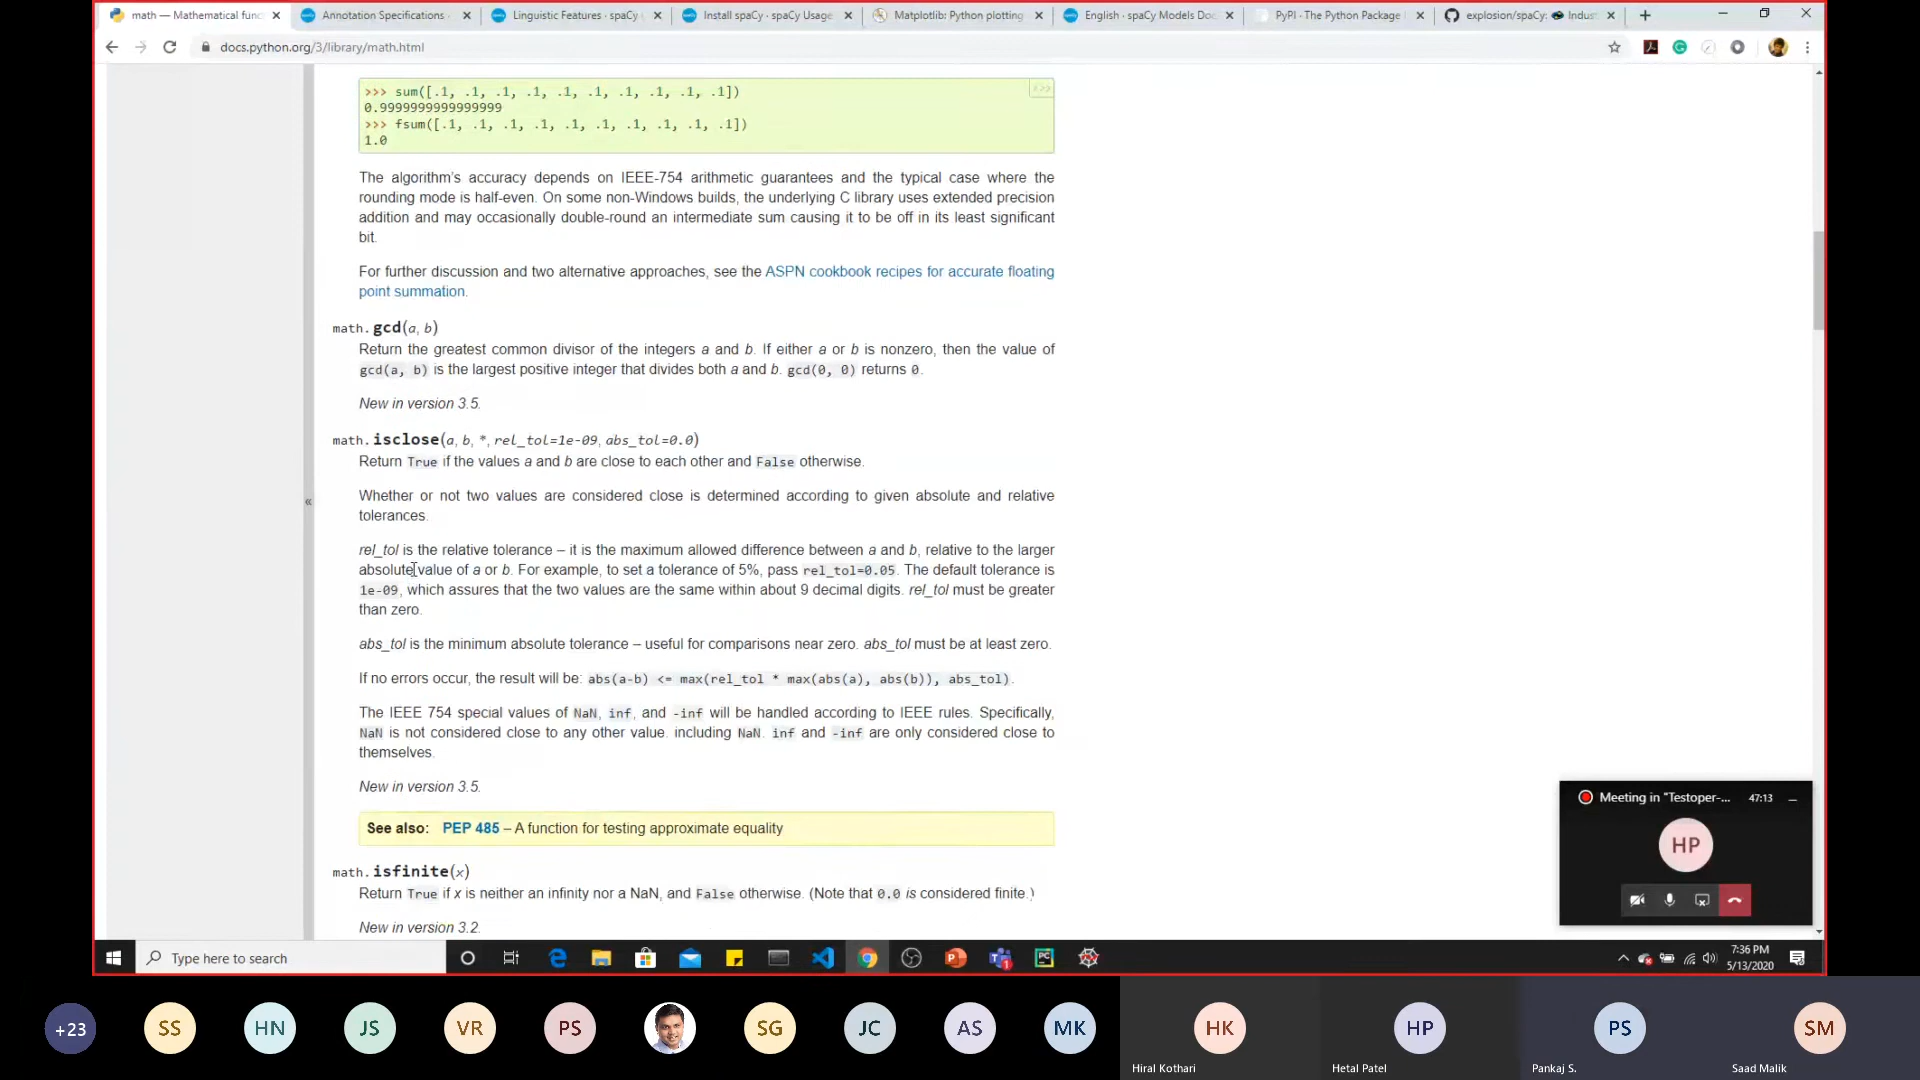 math — Mathematical func
Annotation Specifications
Linguistic Features · spaCy
Install spaCy · spaCy Usage
Matplotlib: Python plotting
English · spaCy Models Doc
PyPI · The Python Package
explosion/spaCy: Indus
docs.python.org/3/library/math.html
>>> sum([.1, .1, .1, .1, .1, .1, .1, .1, .1, .1])
>>>
0.9999999999999999
>>> fsum([.1, .1, .1, .1, .1, .1, .1, .1, .1, .1])
1.0
The algorithm's accuracy depends on IEEE-754 arithmetic guarantees and the typical case where the
rounding mode is half-even. On some non-Windows builds, the underlying C library uses extended precision
addition and may occasionally double-round an intermediate sum causing it to be off in its least significant
bit.
For further discussion and two alternative approaches, see the ASPN cookbook recipes for accurate floating
point summation.
math.gcd(a, b)
Return the greatest common divisor of the integers a and b. If either a or b is nonzero, then the value of
gcd(a, b) is the largest positive integer that divides both a and b. gcd(0, 0) returns 0.
New in version 3.5.
math.isclose(a, b, *, rel_tol=1e-09, abs_tol=0.0)
Return True if the values a and b are close to each other and False otherwise.
Whether or not two values are considered close is determined according to given absolute and relative
tolerances.
rel_tol is the relative tolerance – it is the maximum allowed difference between a and b, relative to the larger
absolute value of a or b. For example, to set a tolerance of 5%, pass rel_tol=0.05. The default tolerance is
1e-09, which assures that the two values are the same within about 9 decimal digits. rel_tol must be greater
than zero.
abs_tol is the minimum absolute tolerance – useful for comparisons near zero. abs_tol must be at least zero.
If no errors occur, the result will be: abs(a-b) <= max(rel_tol * max(abs(a), abs(b)), abs_tol).
The IEEE 754 special values of NaN, inf, and -inf will be handled according to IEEE rules. Specifically,
NaN is not considered close to any other value, including NaN. inf and -inf are only considered close to
themselves.
New in version 3.5.
See also: PEP 485 – A function for testing approximate equality
math.isfinite(x)
Return True if x is neither an infinity nor a NaN, and False otherwise. (Note that 0.0 is considered finite.)
New in version 3.2.
«
Meeting in "Testoper-...
47:13
HP
Type here to search
7:36 PM
5/13/2020
+23
SS
HN
JS
VR
PS
SG
JC
AS
MK
HK
HP
PS
SM
Hiral Kothari
Hetal Patel
Pankaj S.
Saad Malik